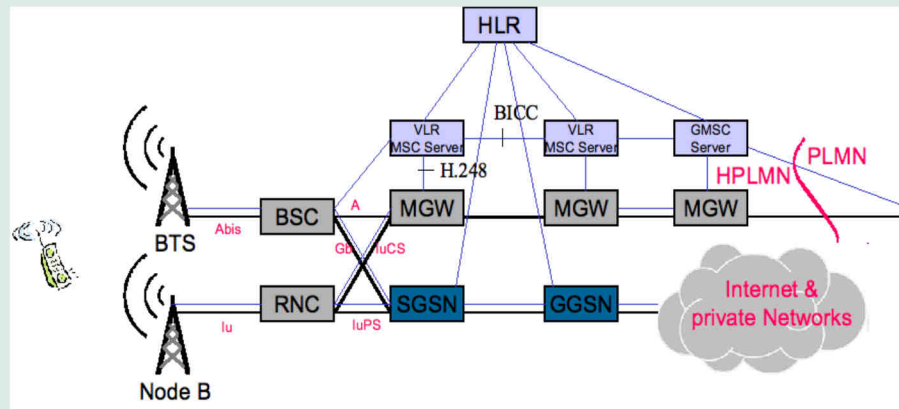 HLR
BICC
VLR
MSC Server
VLR
MSC Server
GMSC
Server
H.248
HPLMN
PLMN
BSC
A
MGW
MGW
MGW
Abis
BTS
Gb
IuCS
RNC
SGSN
GGSN
Internet &
private Networks
Iu
IuPS
Node B